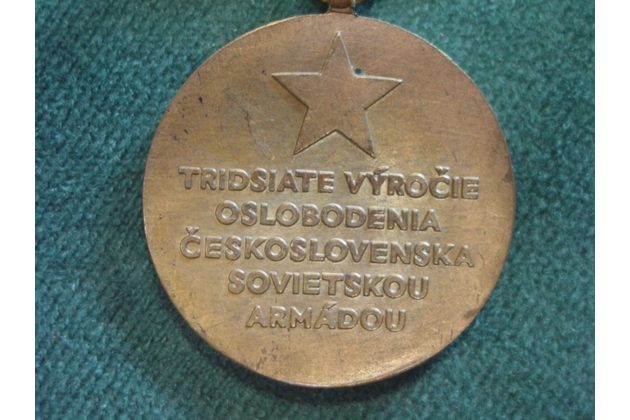 TRIDSIATE VÝROČIE
OSLOBODENIA
ČESKOSLOVENSKA
SOVIETSKOU
ARMÁDOU